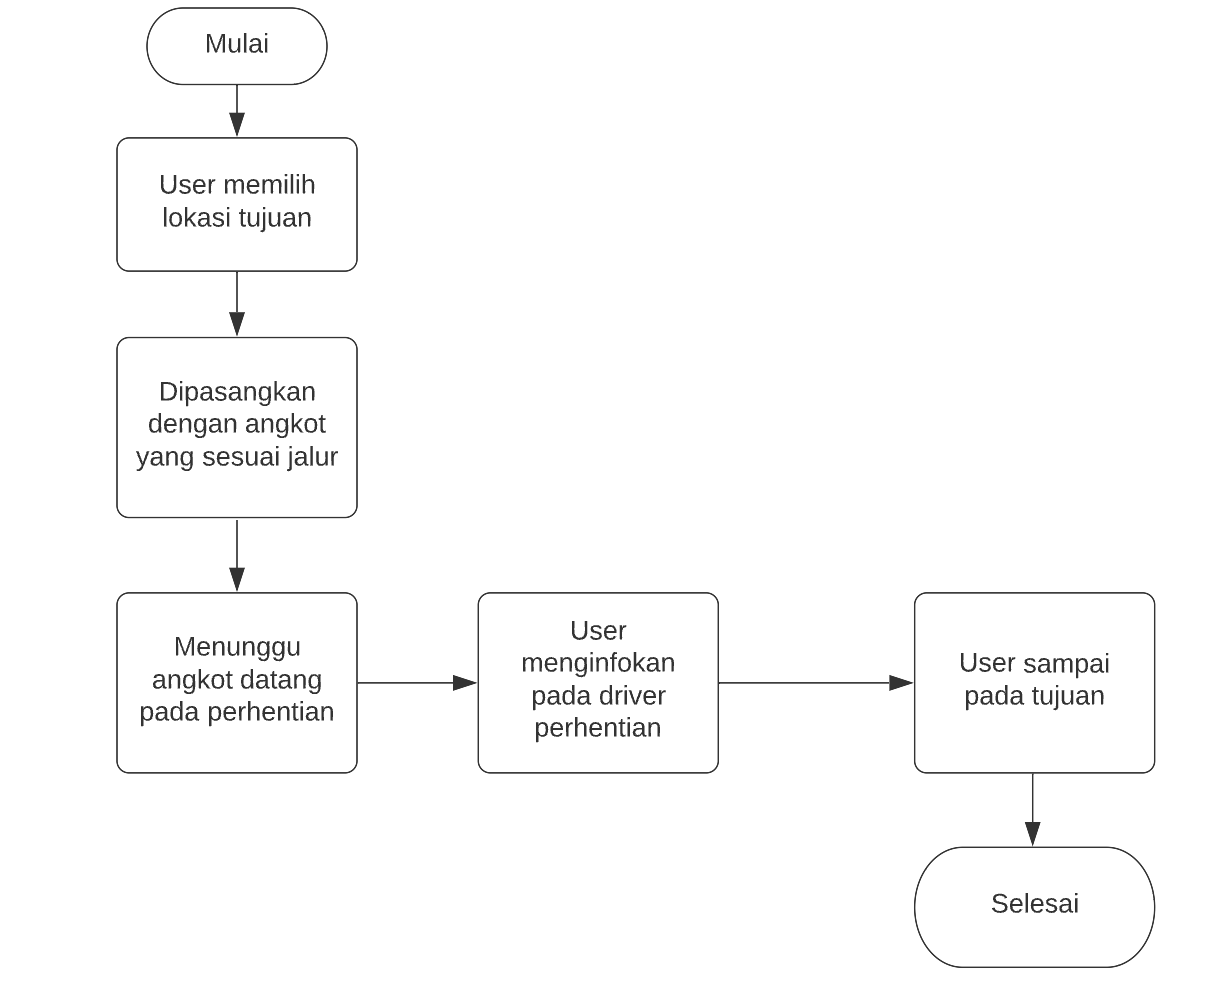 Mulai
User memilih
lokasi tujuan
Dipasangkan
dengan angkot
yang sesuai jalur
Menunggu
angkot datang
pada perhentian
User
menginfokan
pada driver
perhentian
User sampai
pada tujuan
Selesai